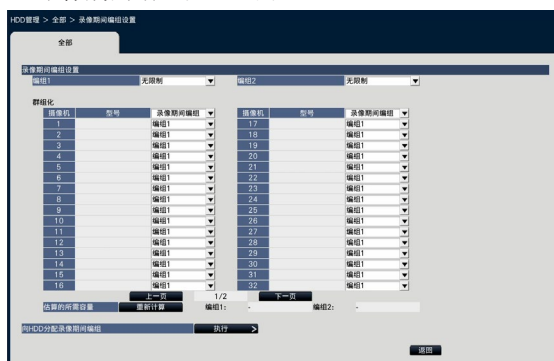 HDD管理 > 全部 > 录像期间编组设置
全部
录像期间编组设置
编组1 无限制 编组2 无限制
群组化
摄像机 型号 录像期间编组 摄像机 型号 录像期间编组
1 编组1 17 编组1
2 编组1 18 编组1
3 编组1 19 编组1
4 编组1 20 编组1
5 编组1 21 编组1
6 编组1 22 编组1
7 编组1 23 编组1
8 编组1 24 编组1
9 编组1 25 编组1
10 编组1 26 编组1
11 编组1 27 编组1
12 编组1 28 编组1
13 编组1 29 编组1
14 编组1 30 编组1
15 编组1 31 编组1
16 编组1 32 编组1
上一页 1/2 下一页
估算的所需容量 重新计算 编组1: - 编组2: -
向HDD分配录像期间编组 执行 >
返回